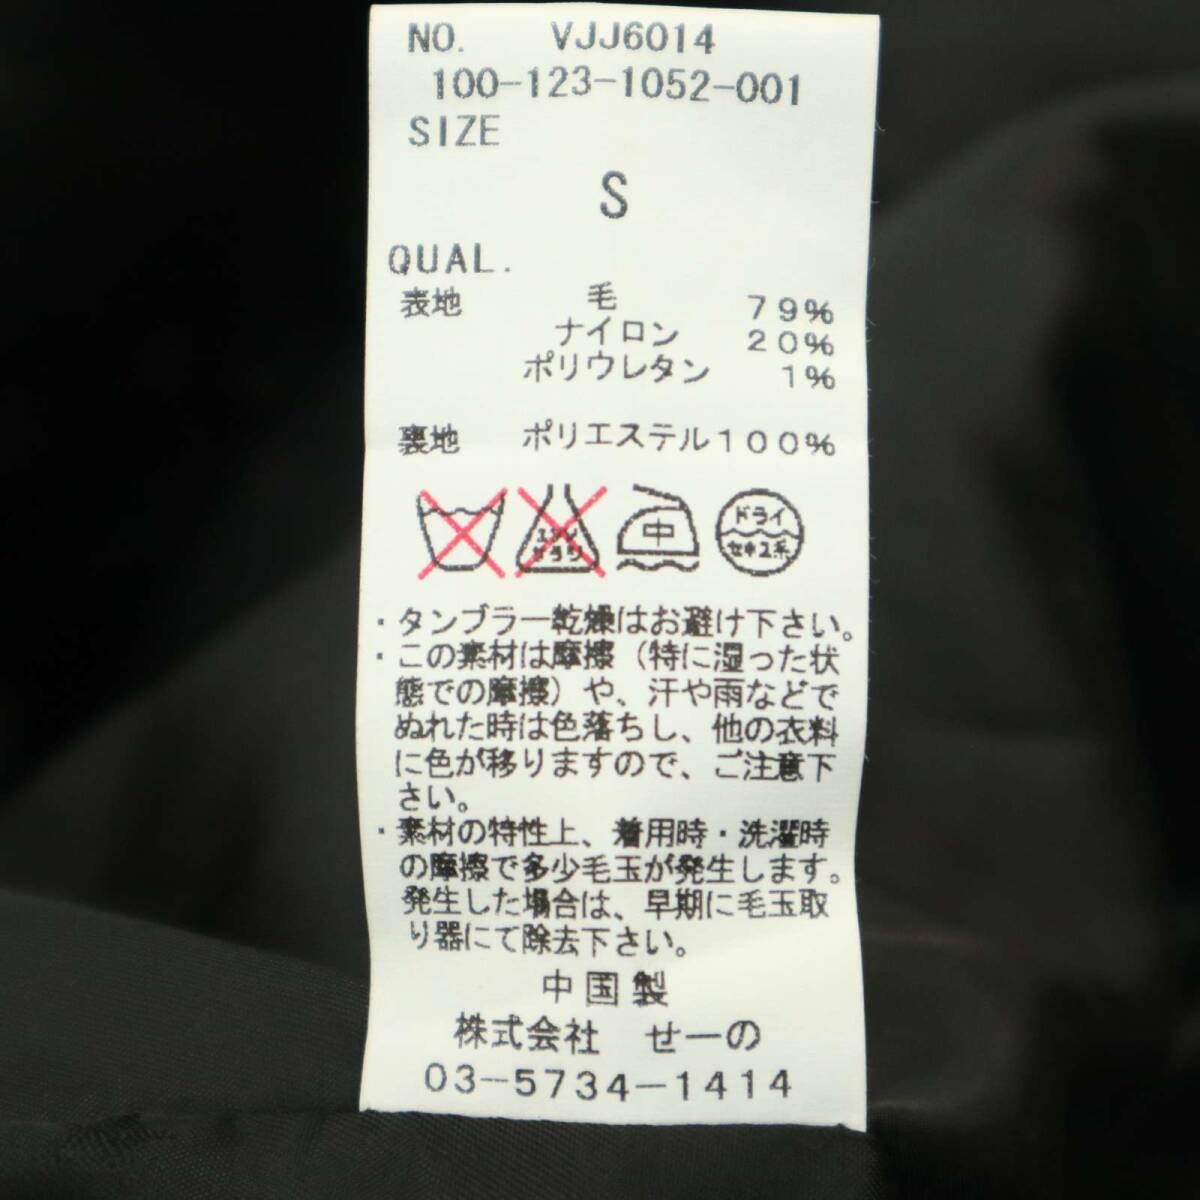 NO. VJJ6014
100-123-1052-001
SIZE
S
QUAL.
表地 毛 79%
ナイロン 20%
ポリウレタン 1%
裏地 ポリエステル100%
エンソ サラシ 中 ドライ
セキユ系
・タンブラー乾燥はお避け下さい。
・この素材は摩擦(特に湿った状
態での摩擦)や、汗や雨などで
ぬれた時は色落ちし、他の衣料
に色が移りますので、ご注意下
さい。
・素材の特性上、着用時・洗濯時
の摩擦で多少毛玉が発生します。
発生した場合は、早期に毛玉取
り器にて除去下さい。
中国製
株式会社 せーの
03-5734-1414